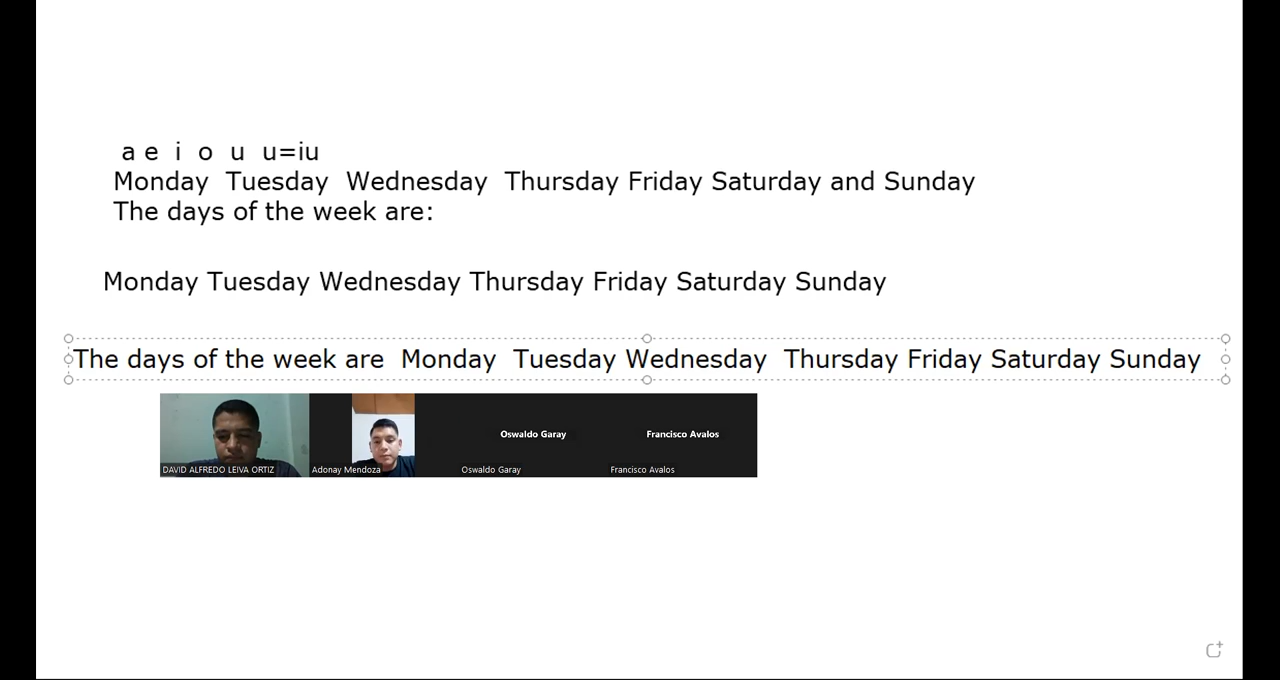 a e i o u u=iu
Monday Tuesday Wednesday Thursday Friday Saturday and Sunday
The days of the week are:
Monday Tuesday Wednesday Thursday Friday Saturday Sunday
The days of the week are Monday Tuesday Wednesday Thursday Friday Saturday Sunday
Oswaldo Garay Francisco Avalos
DAVID ALFREDO LEIVA ORTIZ Adonay Mendoza Oswaldo Garay Francisco Avalos